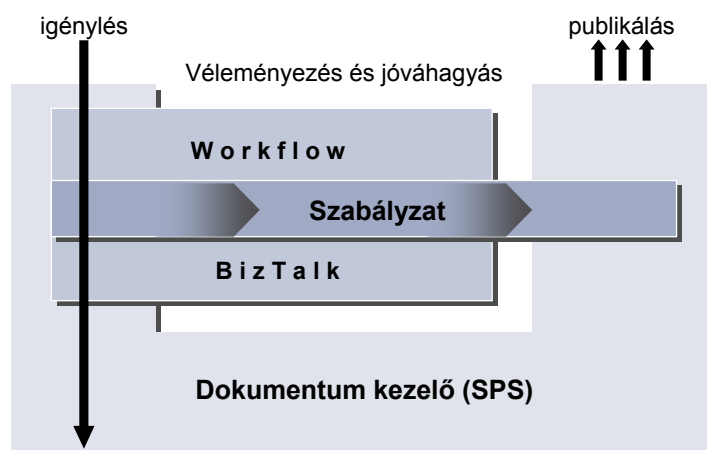 igénylés
publikálás
Véleményezés és jóváhagyás
Workflow
Szabályzat
BizTalk
Dokumentum kezelő (SPS)